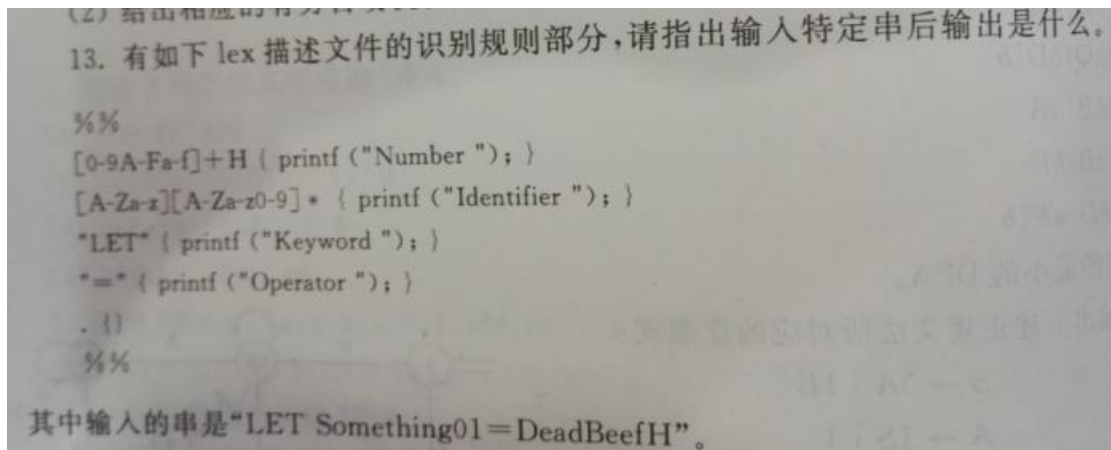 13. 有如下 lex 描述文件的识别规则部分,请指出输入特定串后输出是什么。
%%
[0-9A-Fa-f]+H { printf ("Number "); }
[A-Za-z][A-Za-z0-9]* { printf ("Identifier "); }
"LET" { printf ("Keyword "); }
"=" { printf ("Operator "); }
. {}
%%
其中输入的串是“LET Something01=DeadBeefH”。